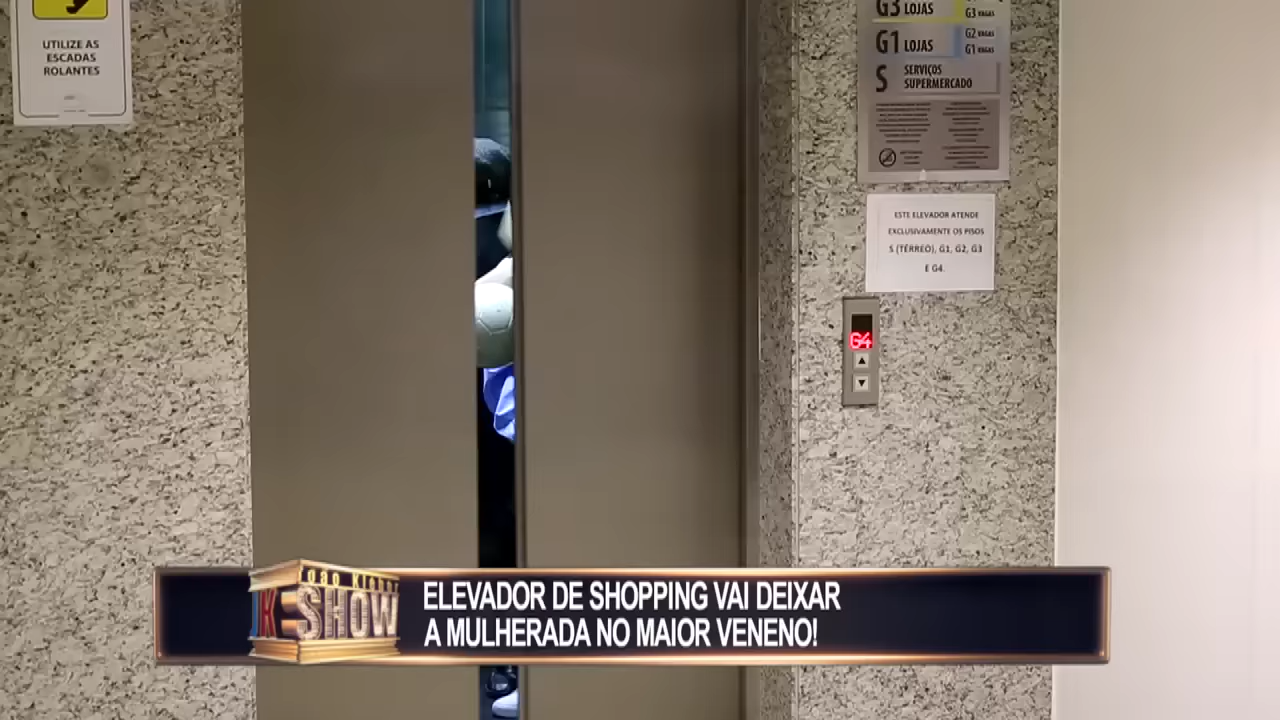 UTILIZE AS
ESCADAS
ROLANTES
G3 LOJAS
G3 VAGAS
G1 LOJAS
G2 VAGAS
G1 VAGAS
S SERVIÇOS
SUPERMERCADO
ESTE ELEVADOR ATENDE
EXCLUSIVAMENTE OS PISOS
S (TÉRREO), G1, G2, G3
E G4.
G4
João Kleber
K SHOW
ELEVADOR DE SHOPPING VAI DEIXAR
A MULHERADA NO MAIOR VENENO!